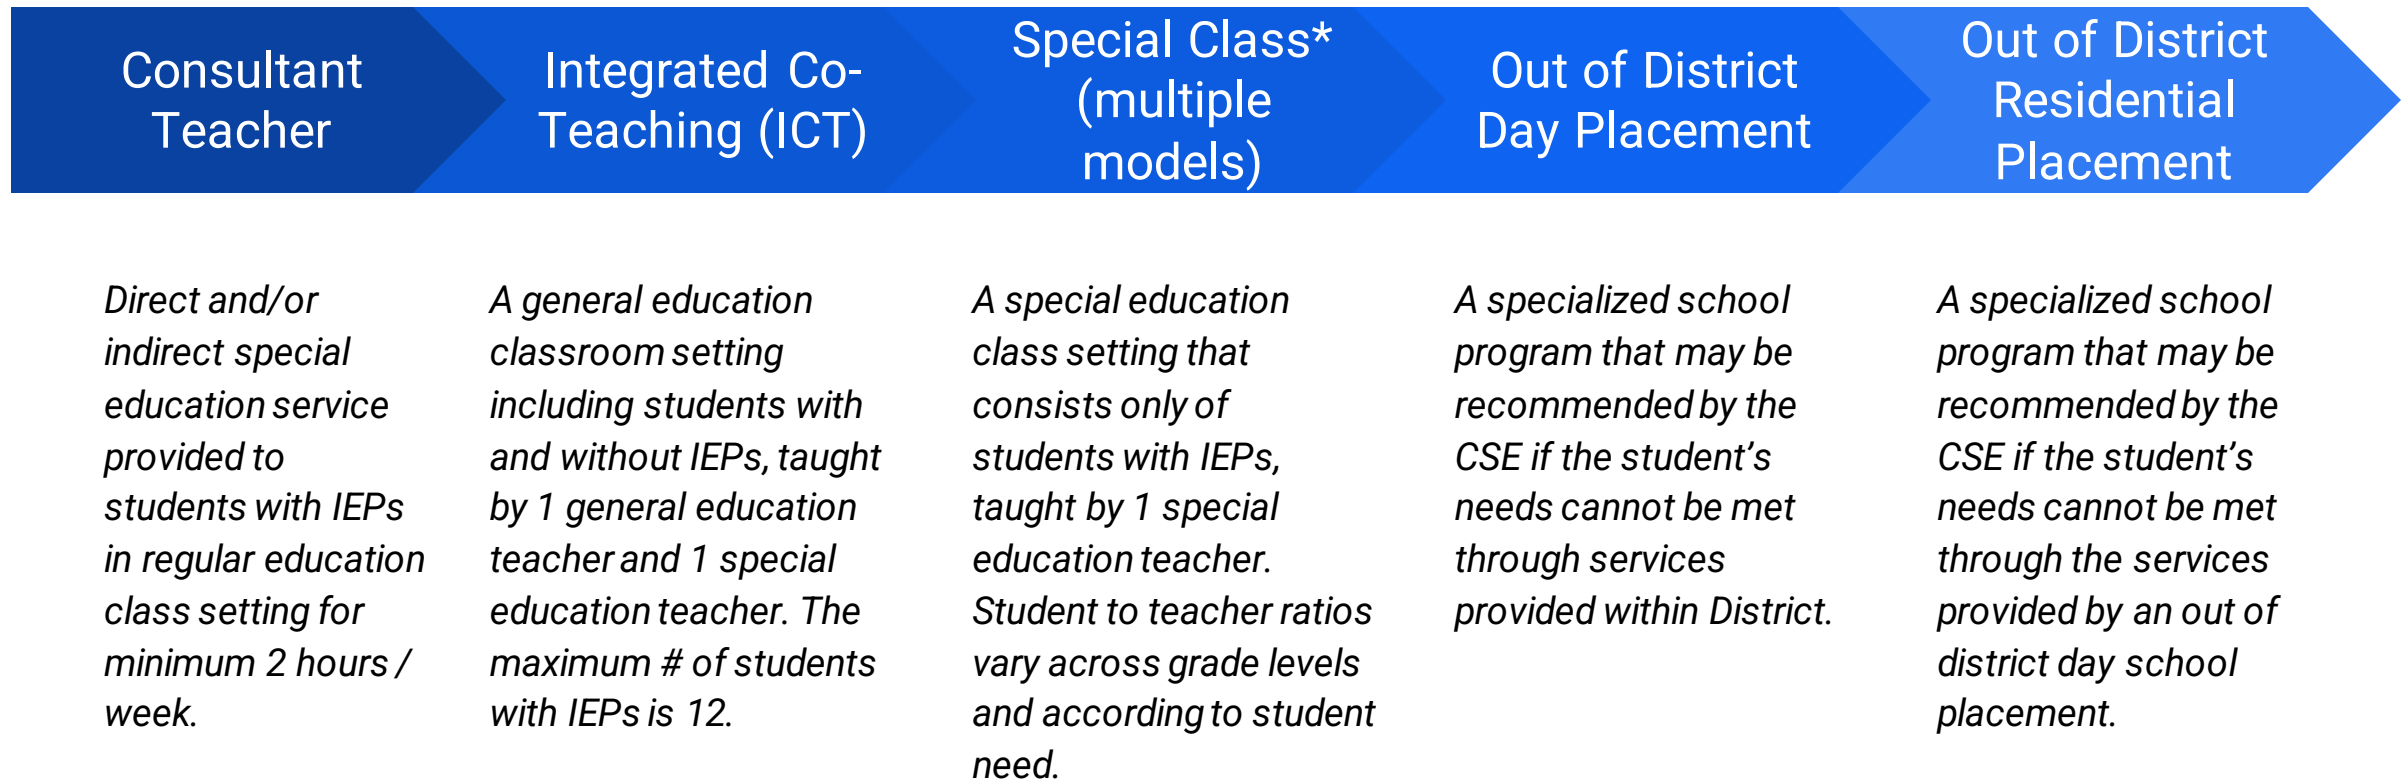 Consultant
Teacher
Integrated Co-
Teaching (ICT)
Special Class*
(multiple
models)
Out of District
Day Placement
Out of District
Residential
Placement
Direct and/or
indirect special
education service
provided to
students with IEPs
in regular education
class setting for
minimum 2 hours /
week.
A general education
classroom setting
including students with
and without IEPs, taught
by 1 general education
teacher and 1 special
education teacher. The
maximum # of students
with IEPs is 12.
A special education
class setting that
consists only of
students with IEPs,
taught by 1 special
education teacher.
Student to teacher ratios
vary across grade levels
and according to student
need.
A specialized school
program that may be
recommended by the
CSE if the student’s
needs cannot be met
through services
provided within District.
A specialized school
program that may be
recommended by the
CSE if the student’s
needs cannot be met
through the services
provided by an out of
district day school
placement.